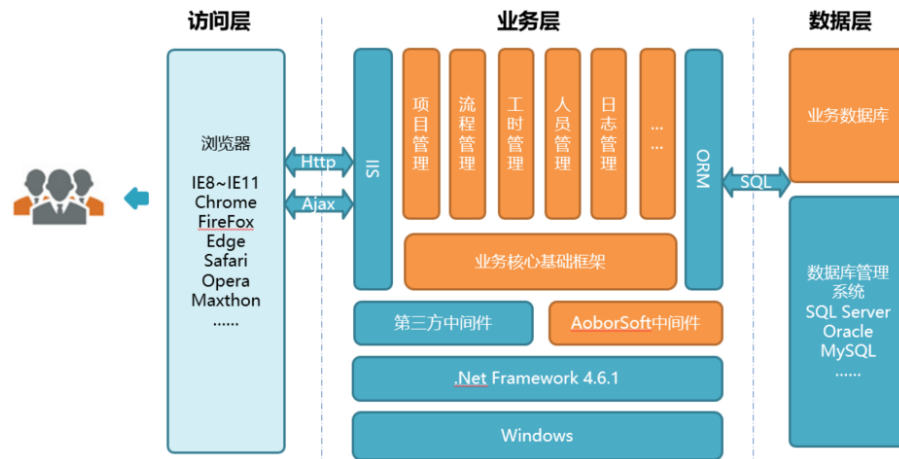 访问层
业务层
数据层
浏览器
IE8~IE11
Chrome
FireFox
Edge
Safari
Opera
Maxthon
......
Http
Ajax
IIS
项目管理
流程管理
工时管理
人员管理
日志管理
... ...
ORM
业务核心基础框架
第三方中间件
AoborSoft中间件
.Net Framework 4.6.1
Windows
SQL
业务数据库
数据库管理
系统
SQL Server
Oracle
MySQL
......